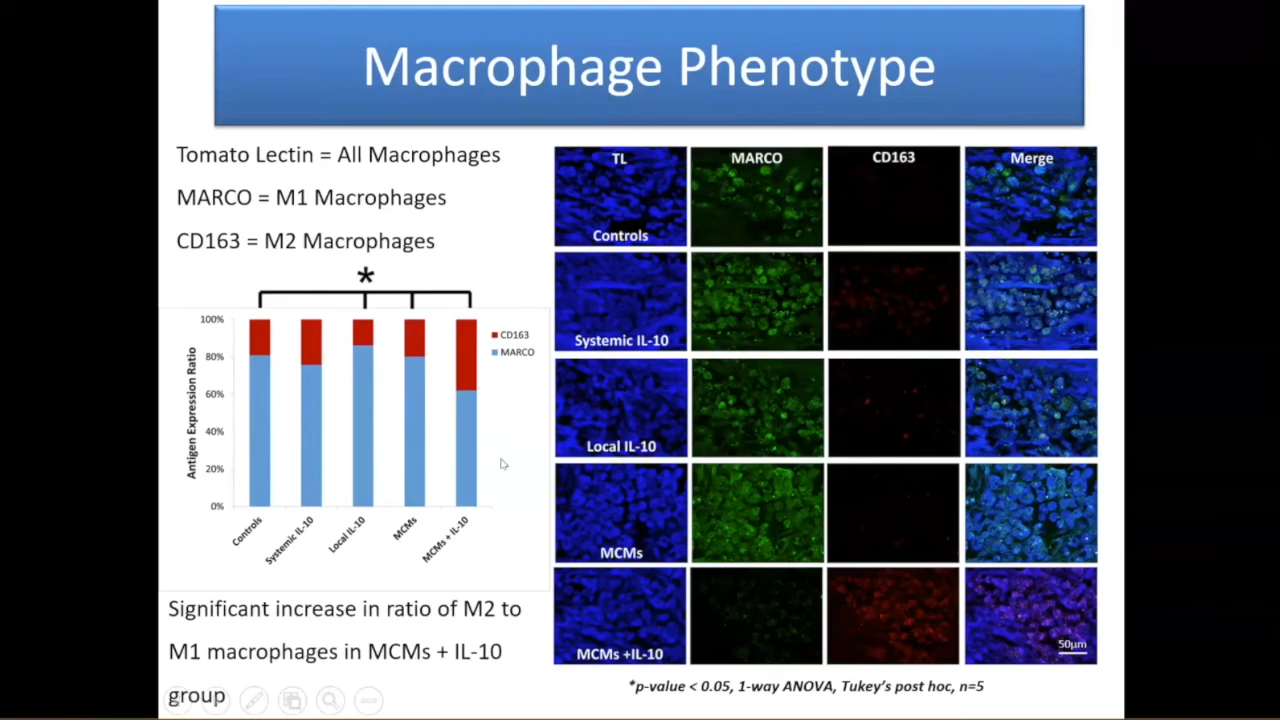 Macrophage Phenotype
Tomato Lectin = All Macrophages
MARCO = M1 Macrophages
CD163 = M2 Macrophages
*
100%
80%
60%
40%
20%
0%
Antigen Expression Ratio
CD163
MARCO
Controls
Systemic IL-10
Local IL-10
MCMs
MCMs + IL-10
Significant increase in ratio of M2 to
M1 macrophages in MCMs + IL-10
group
TL
MARCO
CD163
Merge
Controls
Systemic IL-10
Local IL-10
MCMs
MCMs +IL-10
50µm
*p-value < 0.05, 1-way ANOVA, Tukey's post hoc, n=5